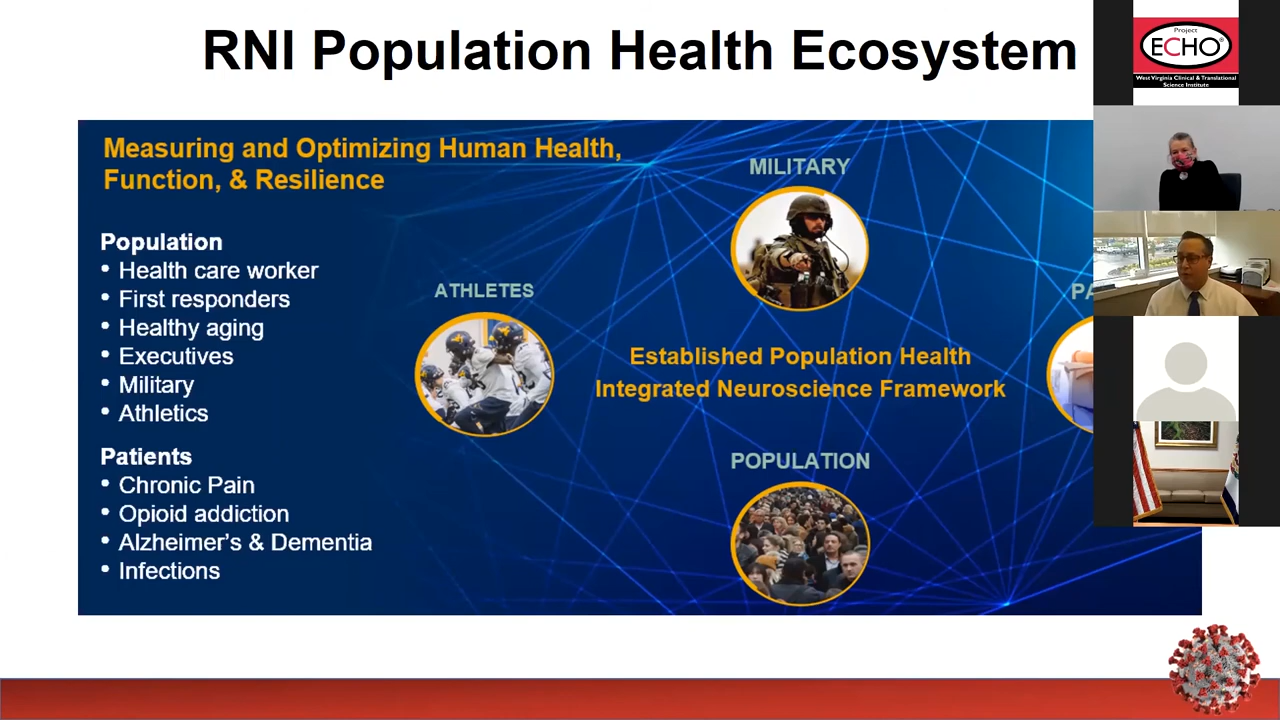 RNI Population Health Ecosystem
Measuring and Optimizing Human Health,
Function, & Resilience
Population
• Health care worker
• First responders
• Healthy aging
• Executives
• Military
• Athletics
Patients
• Chronic Pain
• Opioid addiction
• Alzheimer’s & Dementia
• Infections
MILITARY
ATHLETES
PA
Established Population Health
Integrated Neuroscience Framework
POPULATION
Project
ECHO®
West Virginia Clinical & Translational
Science Institute